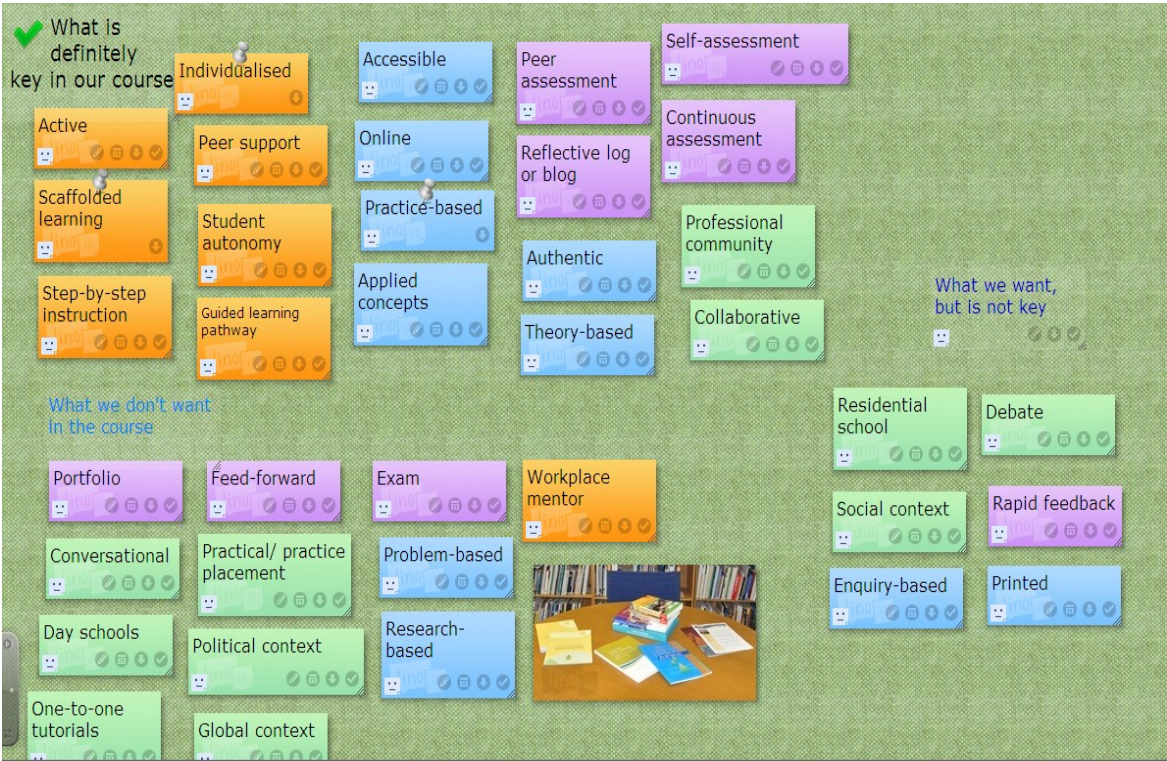 What is
definitely
key in our course
Individualised
Active
Peer support
Scaffolded
learning
Student
autonomy
Step-by-step
instruction
Guided learning
pathway
Accessible
Online
Practice-based
Applied
concepts
Peer
assessment
Reflective log
or blog
Authentic
Theory-based
Self-assessment
Continuous
assessment
Professional
community
Collaborative
What we want,
but is not key
Residential
school
Debate
Social context
Rapid feedback
Enquiry-based
Printed
What we don't want
in the course
Portfolio
Feed-forward
Exam
Workplace
mentor
Conversational
Practical/ practice
placement
Problem-based
Day schools
Political context
Research-
based
One-to-one
tutorials
Global context